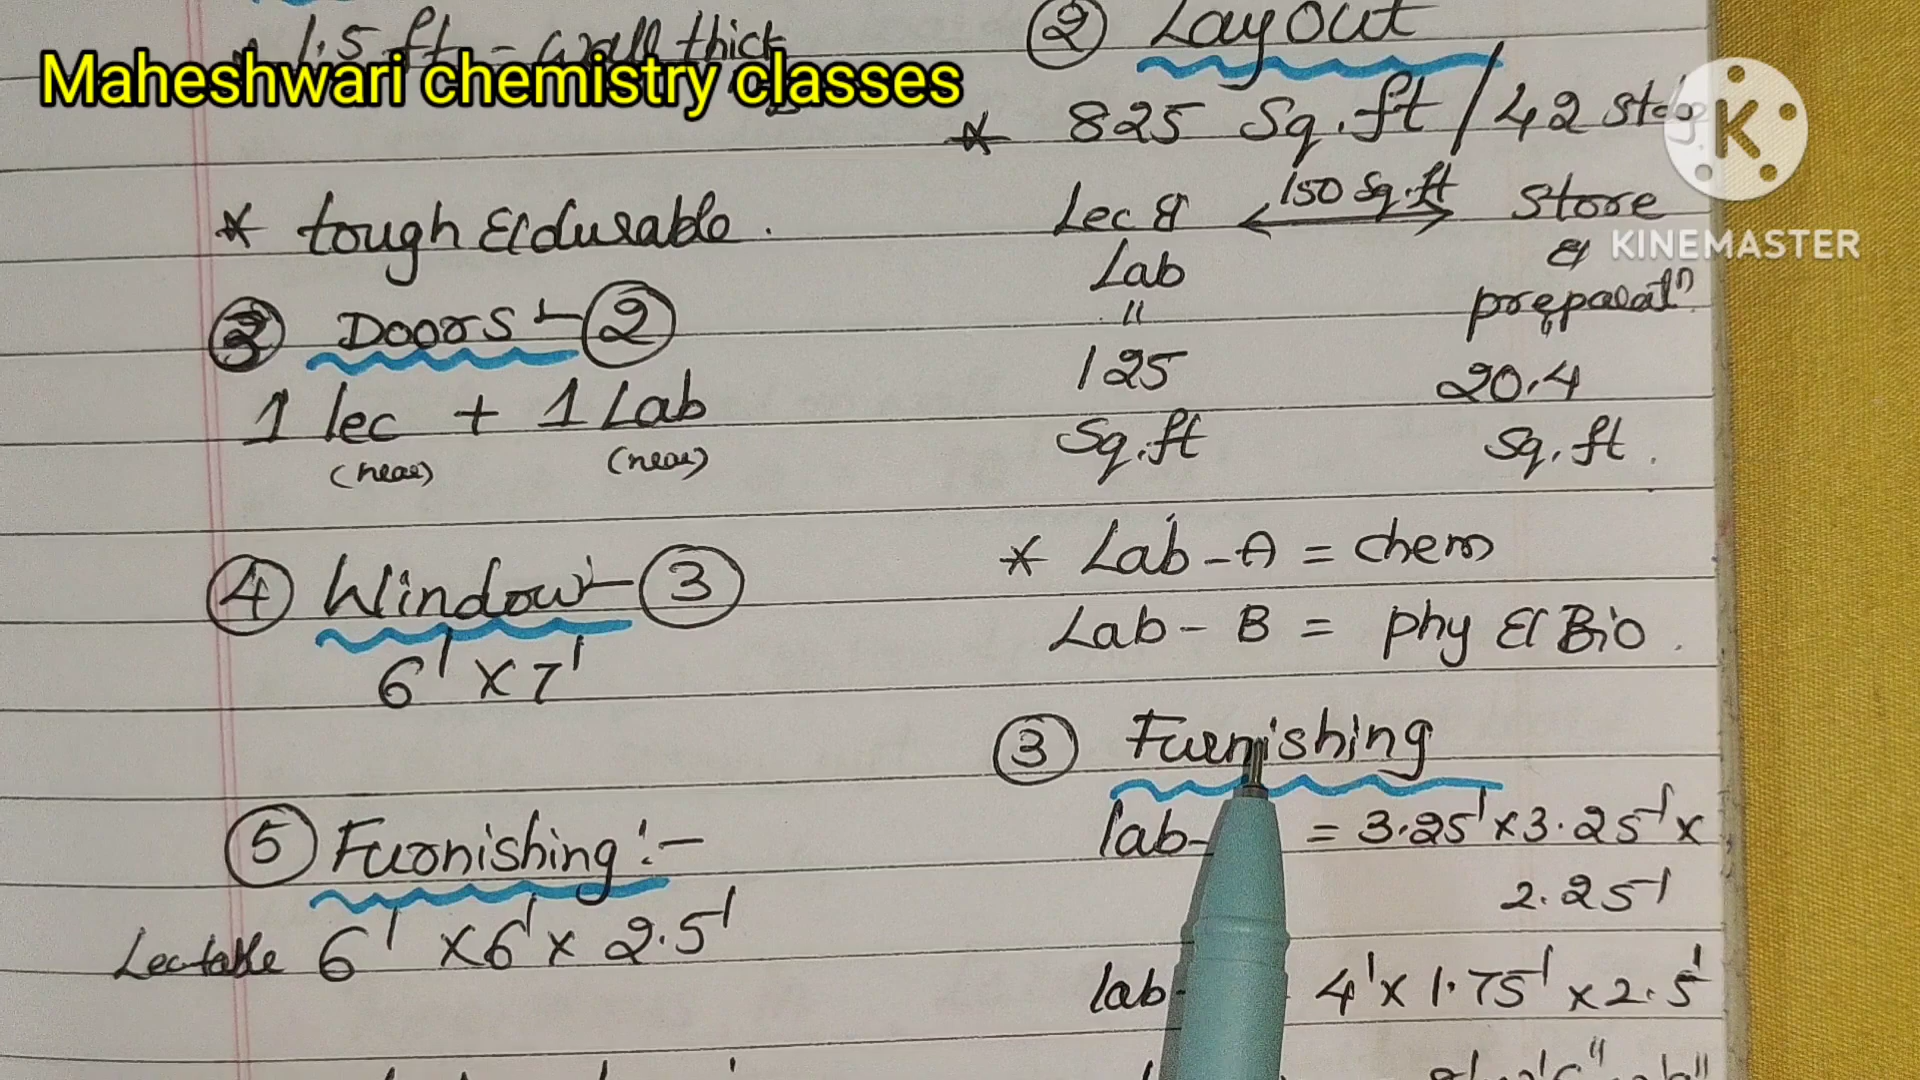 1.5 ft - wall thick
Maheshwari chemistry classes
* tough & durable.
③ Doors :- ②
1 lec + 1 Lab
(near) (near)
④ Window :- ③
6' x 7'
⑤ Furnishing :-
Lec table 6' x 6' x 2.5'
② Lay Out
* 825 Sq.ft / 42 stds
K
KINEMASTER
Lec & 150 Sq.ft Store
Lab &
" preparatn
125 20.4
Sq.ft Sq.ft.
* Lab - A = chem
Lab - B = phy & Bio.
③ Furnishing
lab- = 3.25' x 3.25' x
2.25'
lab- 4' x 1.75' x 2.5'